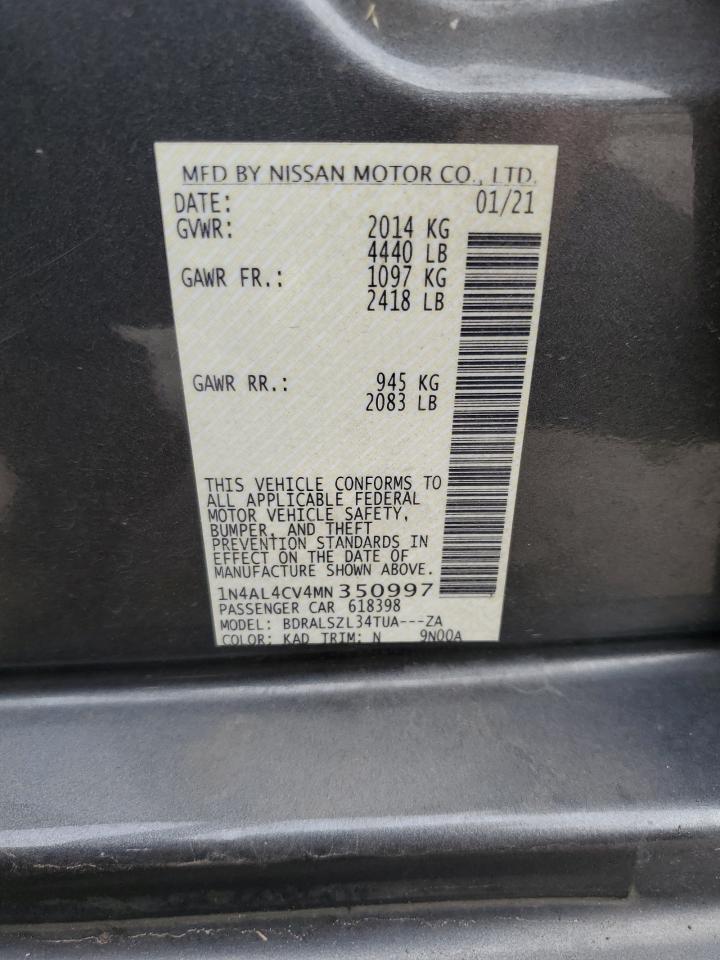 MFD BY NISSAN MOTOR CO., LTD.
DATE: 01/21
GVWR: 2014 KG
4440 LB
GAWR FR.: 1097 KG
2418 LB
GAWR RR.: 945 KG
2083 LB
THIS VEHICLE CONFORMS TO
ALL APPLICABLE FEDERAL
MOTOR VEHICLE SAFETY,
BUMPER, AND THEFT
PREVENTION STANDARDS IN
EFFECT ON THE DATE OF
MANUFACTURE SHOWN ABOVE.
1N4AL4CV4MN350997
PASSENGER CAR 618398
MODEL: BDRALSZL34TUA---ZA
COLOR: KAD TRIM: N 9N00A